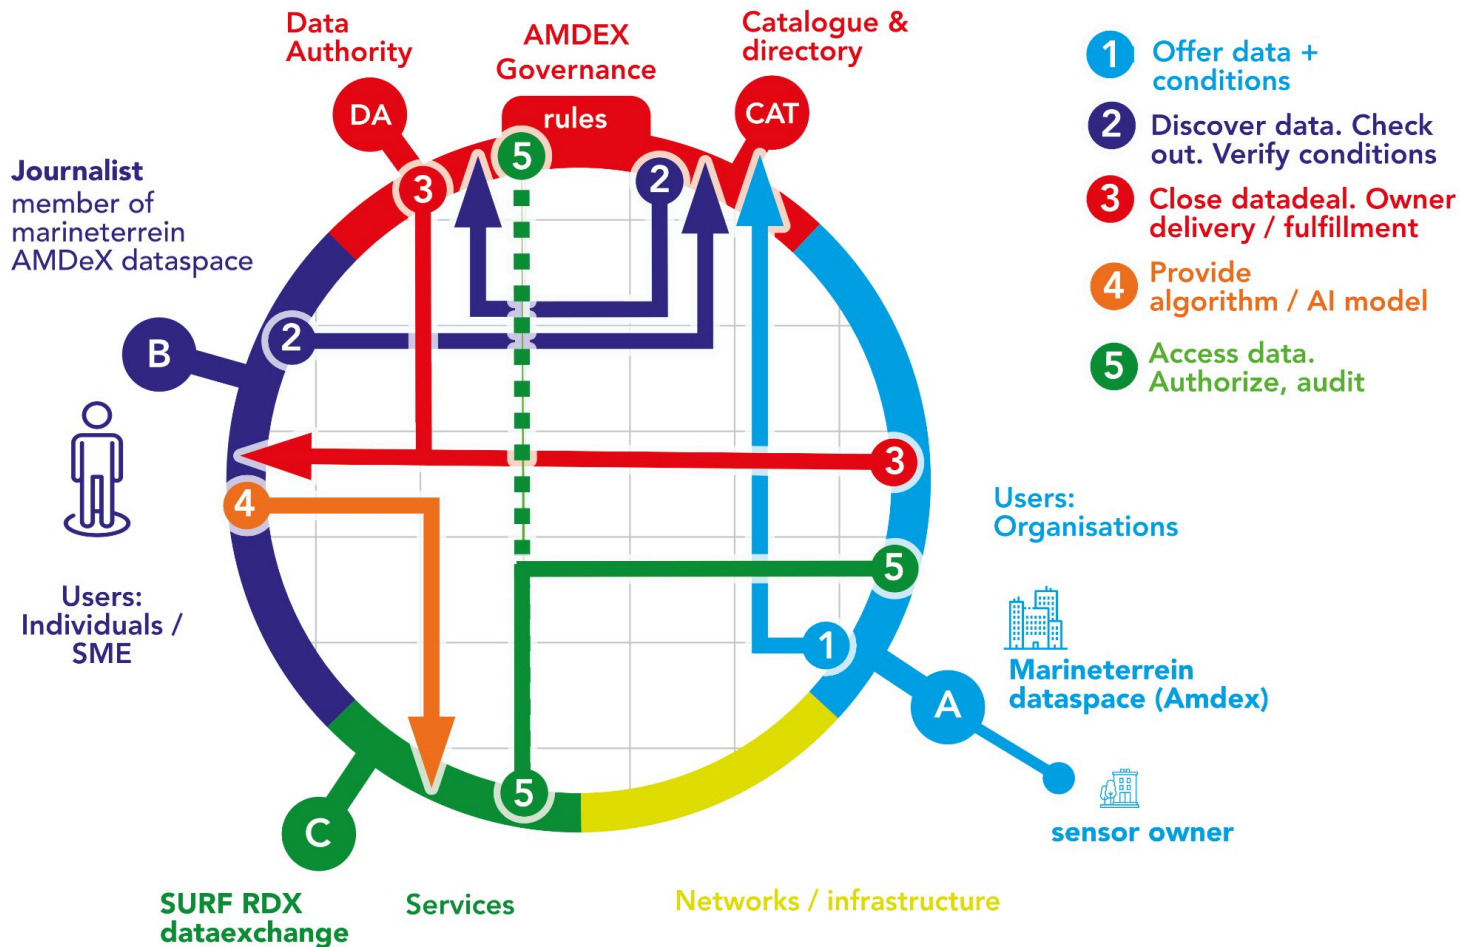 Data
Authority
AMDEX
Governance
Catalogue &
directory
DA
rules
CAT
1 Offer data +
conditions
2 Discover data. Check
out. Verify conditions
3 Close datadeal. Owner
delivery / fulfillment
4 Provide
algorithm / AI model
5 Access data.
Authorize, audit
Journalist
member of
marineterrein
AMDeX dataspace
5
2
3
2
B
3
4
Users:
Organisations
5
Users:
Individuals /
SME
1
Marineterrein
dataspace (Amdex)
A
5
C
sensor owner
SURF RDX
dataexchange
Services
Networks / infrastructure